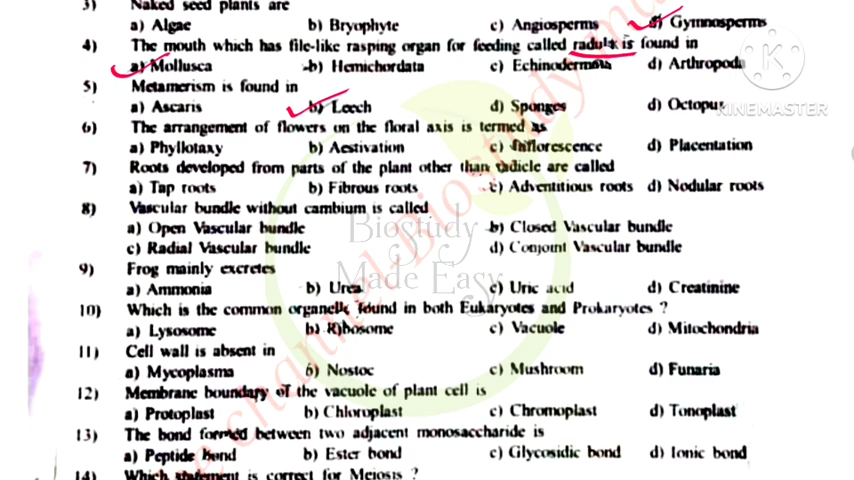 3) Naked seed plants are
a) Algae b) Bryophyte c) Angiosperms d) Gymnosperms
4) The mouth which has file-like rasping organ for feeding called radula is found in
a) Mollusca b) Hemichordata c) Echinodermata d) Arthropoda
5) Metamerism is found in
a) Ascaris b) Leech d) Sponges d) Octopus
K
KINEMASTER
6) The arrangement of flowers on the floral axis is termed as
a) Phyllotaxy b) Aestivation c) Inflorescence d) Placentation
7) Roots developed from parts of the plant other than radicle are called
a) Tap roots b) Fibrous roots c) Adventitious roots d) Nodular roots
8) Vascular bundle without cambium is called
a) Open Vascular bundle b) Closed Vascular bundle
c) Radial Vascular bundle d) Conjoint Vascular bundle
Biostudy
Made Easy
9) Frog mainly excretes
a) Ammonia b) Urea c) Uric acid d) Creatinine
10) Which is the common organelle found in both Eukaryotes and Prokaryotes ?
a) Lysosome b) Ribosome c) Vacuole d) Mitochondria
11) Cell wall is absent in
a) Mycoplasma b) Nostoc c) Mushroom d) Funaria
12) Membrane boundary of the vacuole of plant cell is
a) Protoplast b) Chloroplast c) Chromoplast d) Tonoplast
13) The bond formed between two adjacent monosaccharide is
a) Peptide bond b) Ester bond c) Glycosidic bond d) Ionic bond
14) Which statement is correct for Meiosis ?
channel Biostudy